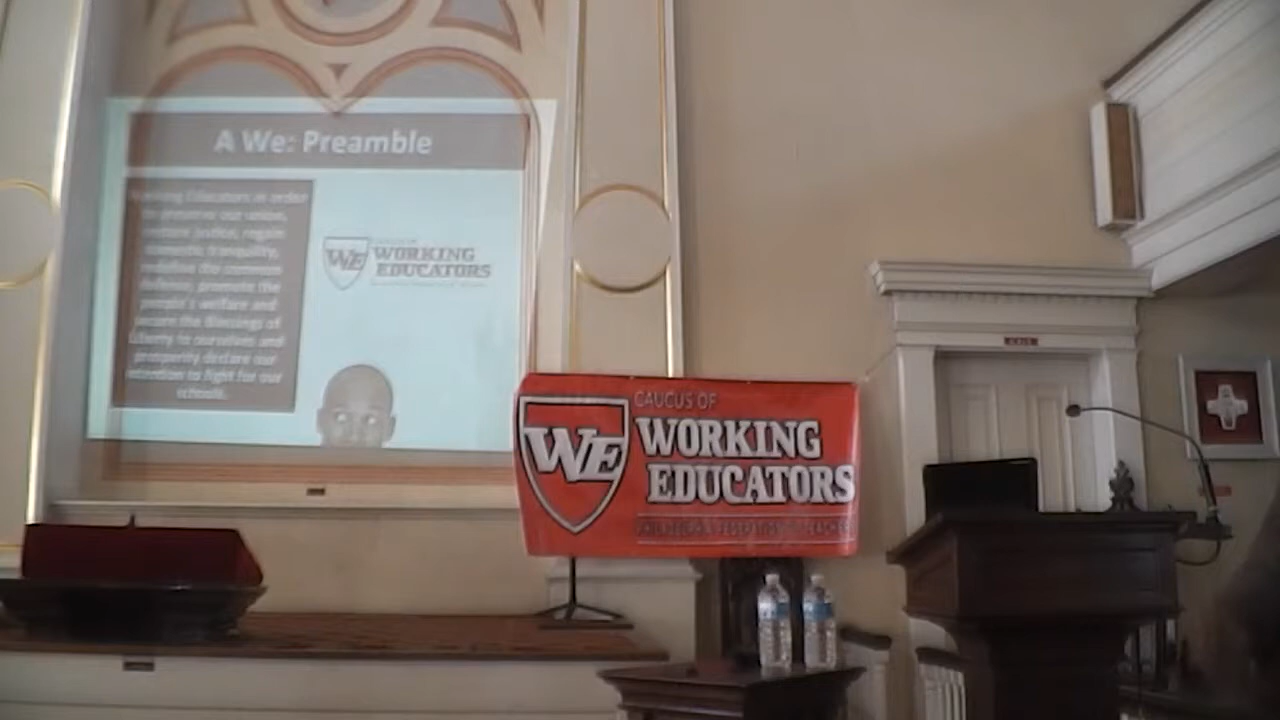 A We: Preamble
Working Educators in order
to preserve our union,
restore justice, regain
domestic tranquility,
redefine the common
defense, promote the
people's welfare and
secure the Blessings of
Liberty to ourselves and
prosperity declare our
intention to fight for our
schools.
WE
WORKING
EDUCATORS
WE
CAUCUS OF
WORKING
EDUCATORS
EXIT